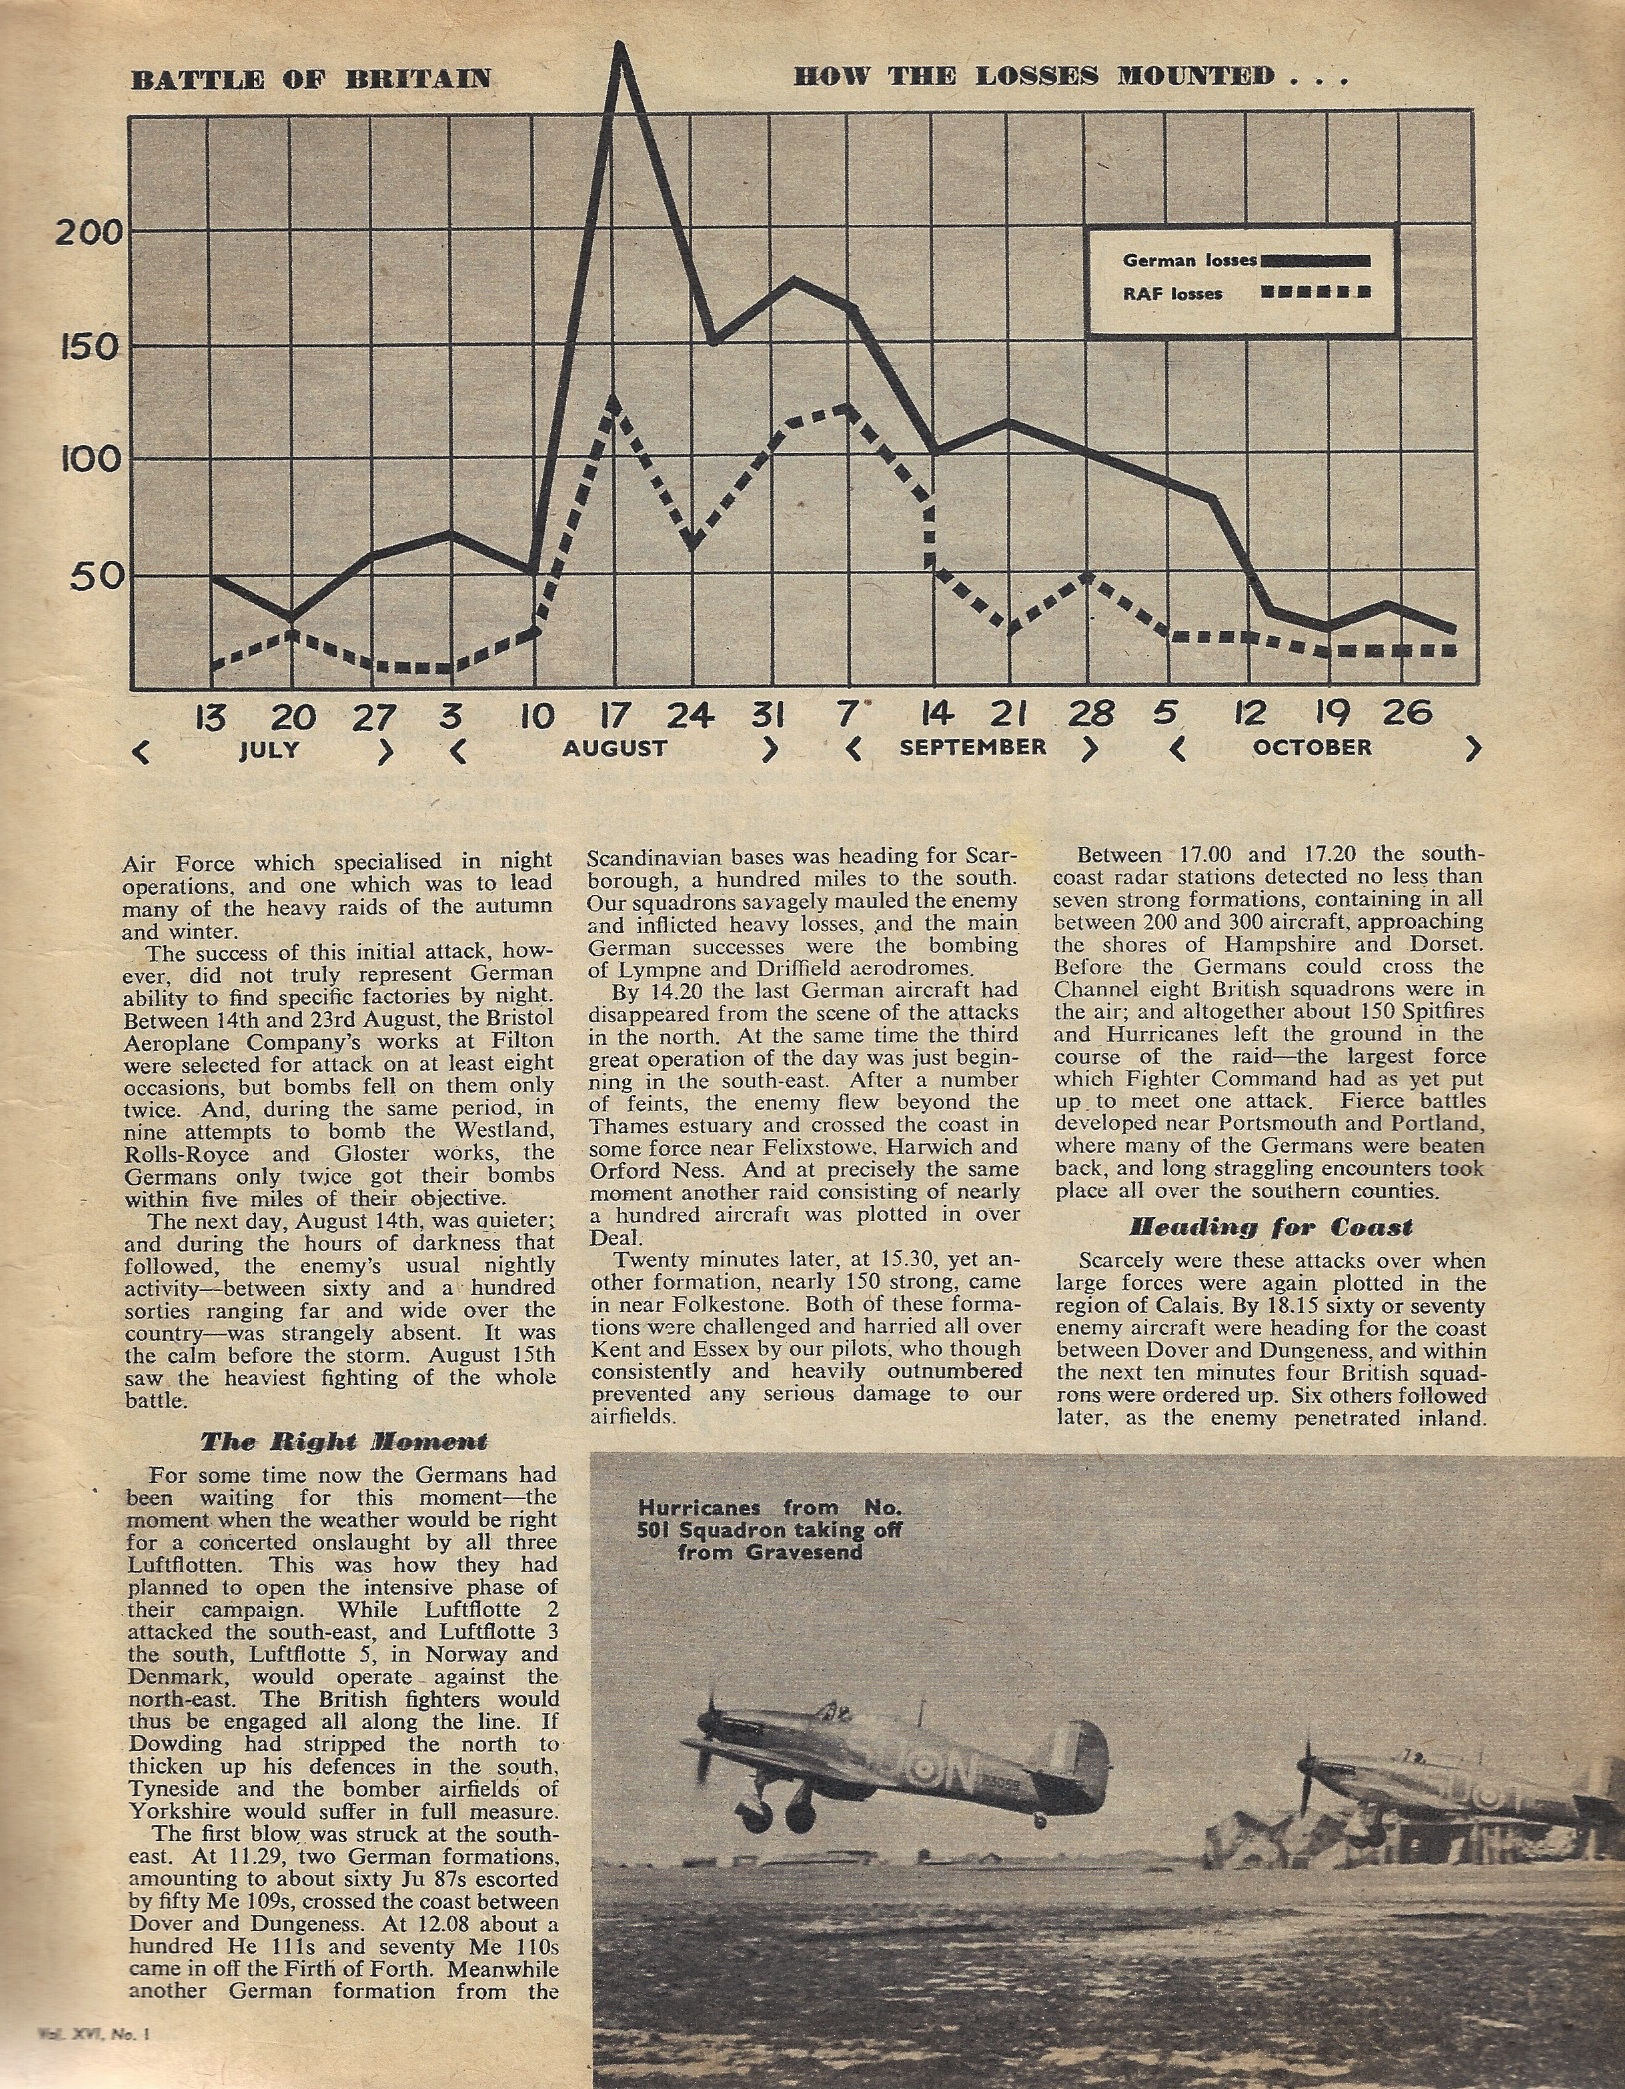 BATTLE OF BRITAIN
HOW THE LOSSES MOUNTED . . .
200
150
100
50
German losses
RAF losses
13 20 27 3 10 17 24 31 7 14 21 28 5 12 19 26
< JULY > < AUGUST > < SEPTEMBER > < OCTOBER >
Air Force which specialised in night
operations, and one which was to lead
many of the heavy raids of the autumn
and winter.
The success of this initial attack, how-
ever, did not truly represent German
ability to find specific factories by night.
Between 14th and 23rd August, the Bristol
Aeroplane Company's works at Filton
were selected for attack on at least eight
occasions, but bombs fell on them only
twice. And, during the same period, in
nine attempts to bomb the Westland,
Rolls-Royce and Gloster works, the
Germans only twice got their bombs
within five miles of their objective.
The next day, August 14th, was quieter;
and during the hours of darkness that
followed, the enemy's usual nightly
activity—between sixty and a hundred
sorties ranging far and wide over the
country—was strangely absent. It was
the calm before the storm. August 15th
saw the heaviest fighting of the whole
battle.
The Right Moment
For some time now the Germans had
been waiting for this moment—the
moment when the weather would be right
for a concerted onslaught by all three
Luftflotten. This was how they had
planned to open the intensive phase of
their campaign. While Luftflotte 2
attacked the south-east, and Luftflotte 3
the south, Luftflotte 5, in Norway and
Denmark, would operate against the
north-east. The British fighters would
thus be engaged all along the line. If
Dowding had stripped the north to
thicken up his defences in the south,
Tyneside and the bomber airfields of
Yorkshire would suffer in full measure.
The first blow was struck at the south-
east. At 11.29, two German formations,
amounting to about sixty Ju 87s escorted
by fifty Me 109s, crossed the coast between
Dover and Dungeness. At 12.08 about a
hundred He 111s and seventy Me 110s
came in off the Firth of Forth. Meanwhile
another German formation from the
Scandinavian bases was heading for Scar-
borough, a hundred miles to the south.
Our squadrons savagely mauled the enemy
and inflicted heavy losses, and the main
German successes were the bombing
of Lympne and Driffield aerodromes.
By 14.20 the last German aircraft had
disappeared from the scene of the attacks
in the north. At the same time the third
great operation of the day was just begin-
ning in the south-east. After a number
of feints, the enemy flew beyond the
Thames estuary and crossed the coast in
some force near Felixstowe, Harwich and
Orford Ness. And at precisely the same
moment another raid consisting of nearly
a hundred aircraft was plotted in over
Deal.
Twenty minutes later, at 15.30, yet an-
other formation, nearly 150 strong, came
in near Folkestone. Both of these forma-
tions were challenged and harried all over
Kent and Essex by our pilots, who though
consistently and heavily outnumbered
prevented any serious damage to our
airfields.
Between 17.00 and 17.20 the south-
coast radar stations detected no less than
seven strong formations, containing in all
between 200 and 300 aircraft, approaching
the shores of Hampshire and Dorset.
Before the Germans could cross the
Channel eight British squadrons were in
the air; and altogether about 150 Spitfires
and Hurricanes left the ground in the
course of the raid—the largest force
which Fighter Command had as yet put
up to meet one attack. Fierce battles
developed near Portsmouth and Portland,
where many of the Germans were beaten
back, and long straggling encounters took
place all over the southern counties.
Heading for Coast
Scarcely were these attacks over when
large forces were again plotted in the
region of Calais. By 18.15 sixty or seventy
enemy aircraft were heading for the coast
between Dover and Dungeness, and within
the next ten minutes four British squad-
rons were ordered up. Six others followed
later, as the enemy penetrated inland.
Hurricanes from No.
501 Squadron taking off
from Gravesend
Vol. XVI, No. 1